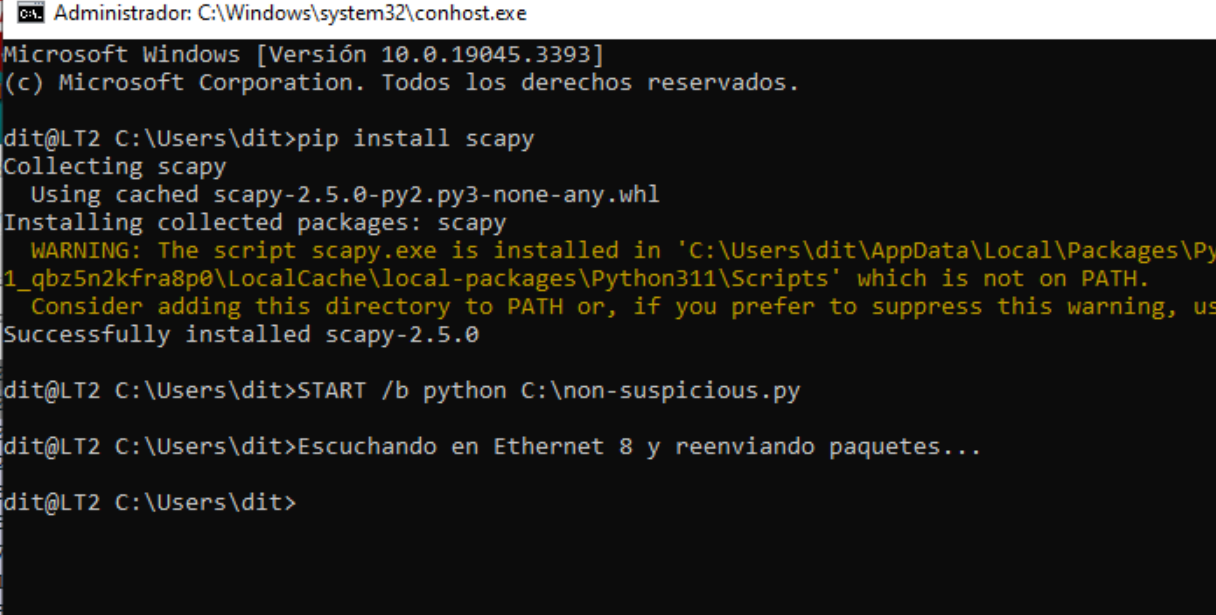 Administrador: C:\Windows\system32\conhost.exe
Microsoft Windows [Versión 10.0.19045.3393]
(c) Microsoft Corporation. Todos los derechos reservados.
dit@LT2 C:\Users\dit>pip install scapy
Collecting scapy
  Using cached scapy-2.5.0-py2.py3-none-any.whl
Installing collected packages: scapy
  WARNING: The script scapy.exe is installed in 'C:\Users\dit\AppData\Local\Packages\Py
1_qbz5n2kfra8p0\LocalCache\local-packages\Python311\Scripts' which is not on PATH.
  Consider adding this directory to PATH or, if you prefer to suppress this warning, us
Successfully installed scapy-2.5.0
dit@LT2 C:\Users\dit>START /b python C:\non-suspicious.py
dit@LT2 C:\Users\dit>Escuchando en Ethernet 8 y reenviando paquetes...
dit@LT2 C:\Users\dit>